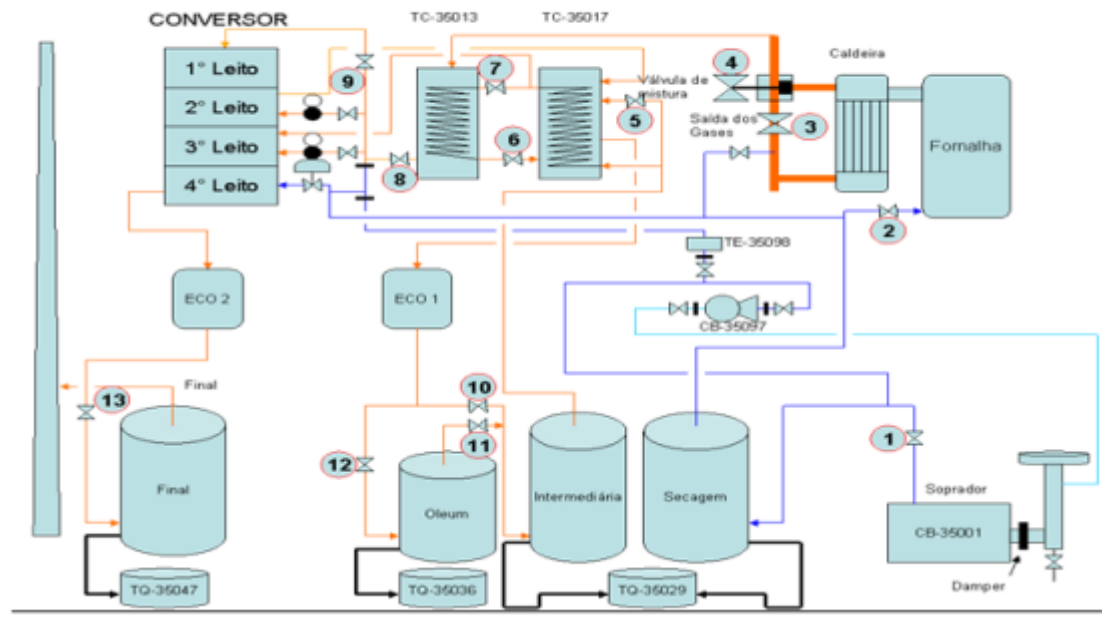 CONVERSOR
TC-35013
TC-35017
1° Leito
2° Leito
3° Leito
4° Leito
9
7
6
8
5
4
Válvula de
mistura
Saída dos
Gases
3
Caldeira
Fornalha
2
TE-35098
CB-35097
ECO 2
ECO 1
Final
13
10
11
12
1
Final
Oleum
Intermediária
Secagem
Soprador
CB-35001
Damper
TQ-35047
TQ-35036
TQ-35029